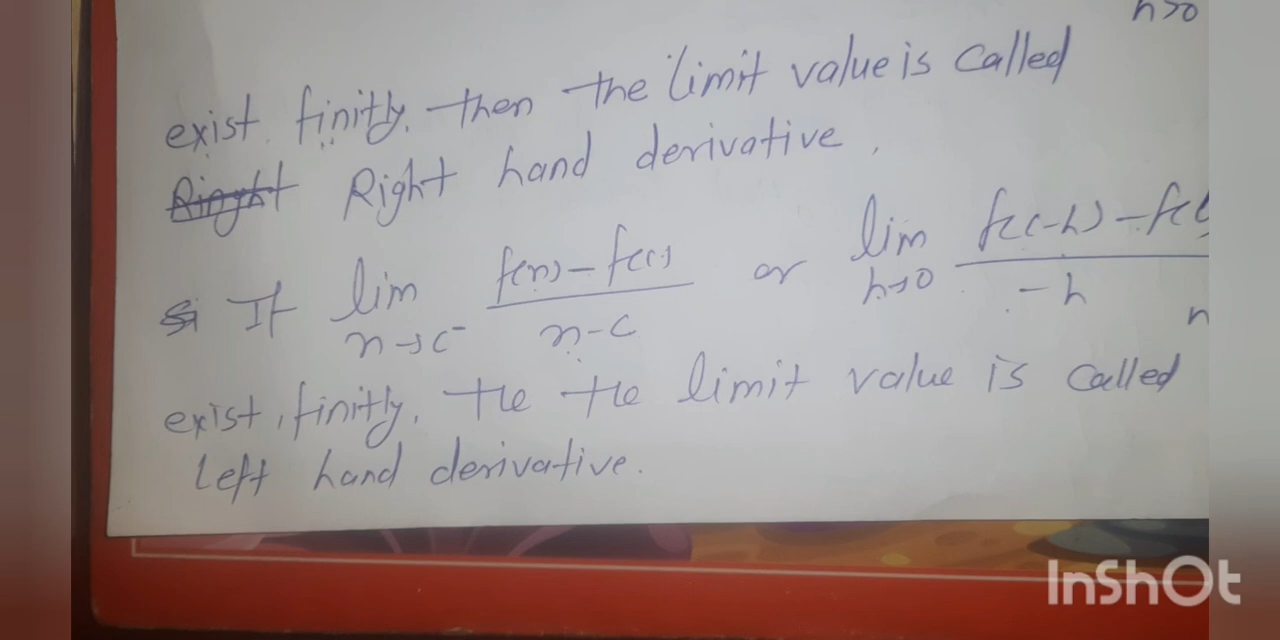 h>0
exist finitly, then the limit value is called
Right hand derivative,
If lim f(x)-f(c) or lim f(c-h)-f(c
x→c⁻ x-c h→0 -h
exist, finitly, the the limit value is called
Left hand derivative.
InShOt